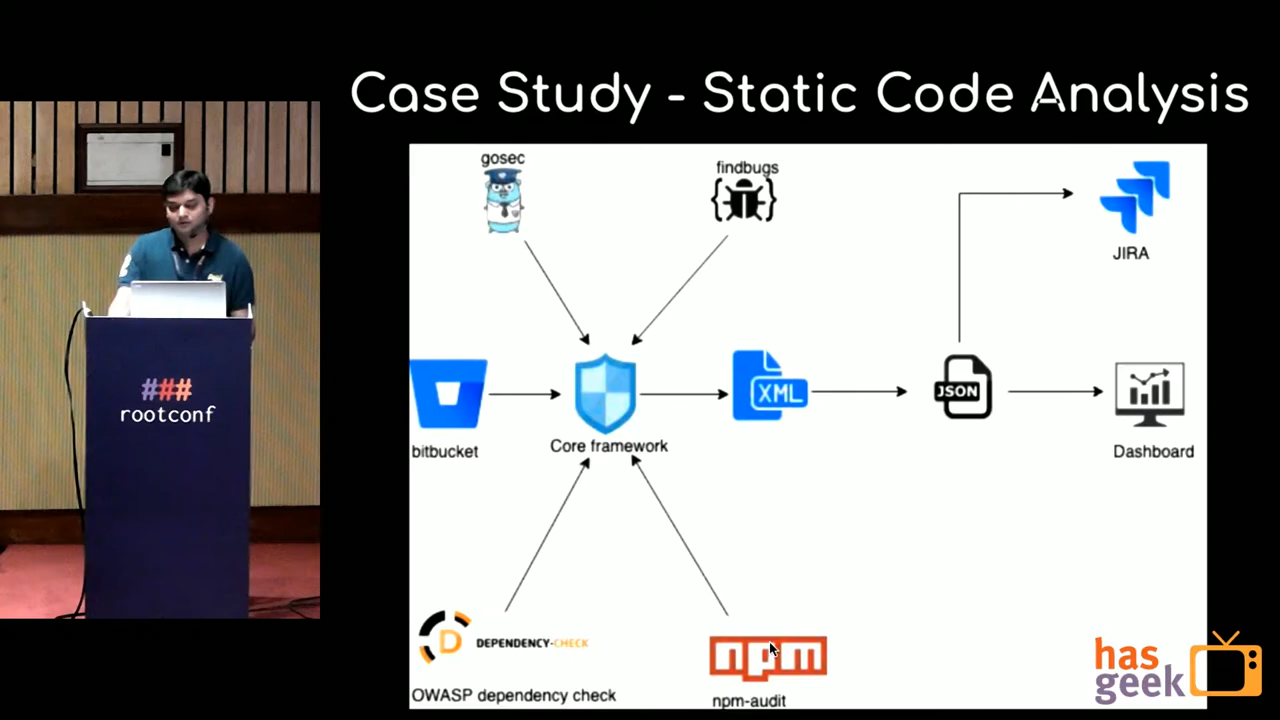 Case Study - Static Code Analysis
gosec
findbugs
JIRA
XML
JSON
bitbucket
Core framework
Dashboard
DEPENDENCY-CHECK
OWASP dependency check
npm
npm-audit
###
rootconf
has
geek